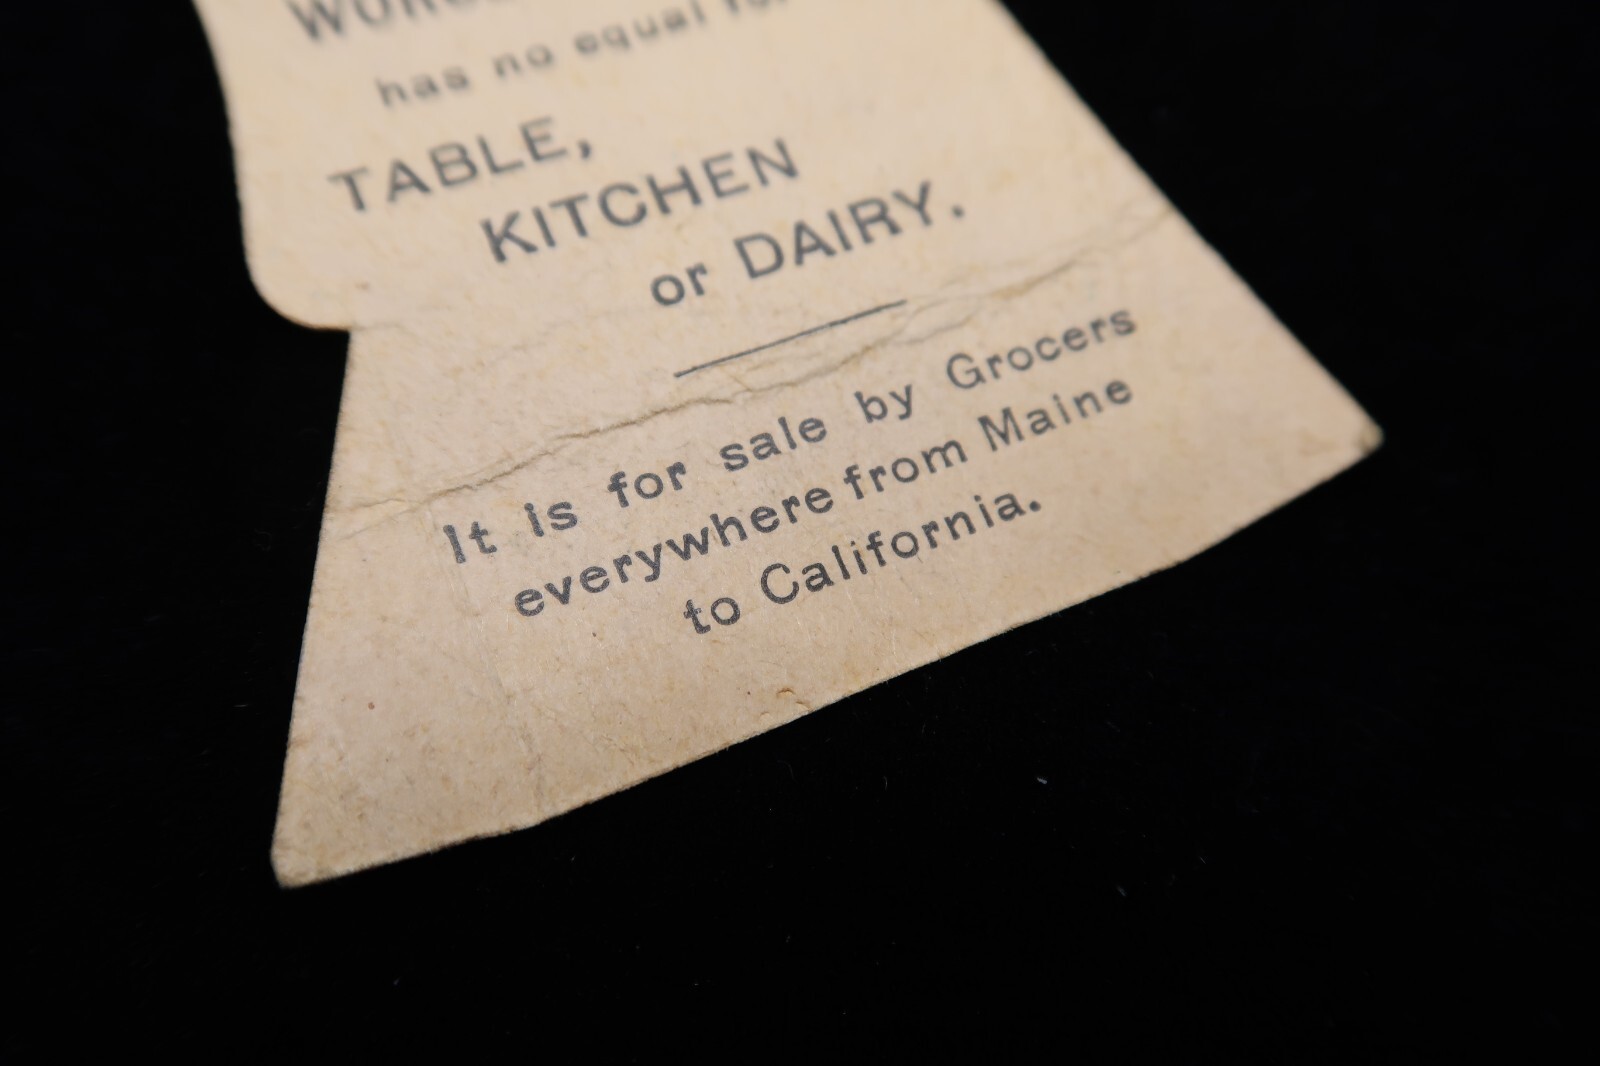 has no equal for
TABLE,
KITCHEN
or DAIRY.
It is for sale by Grocers
everywhere from Maine
to California.